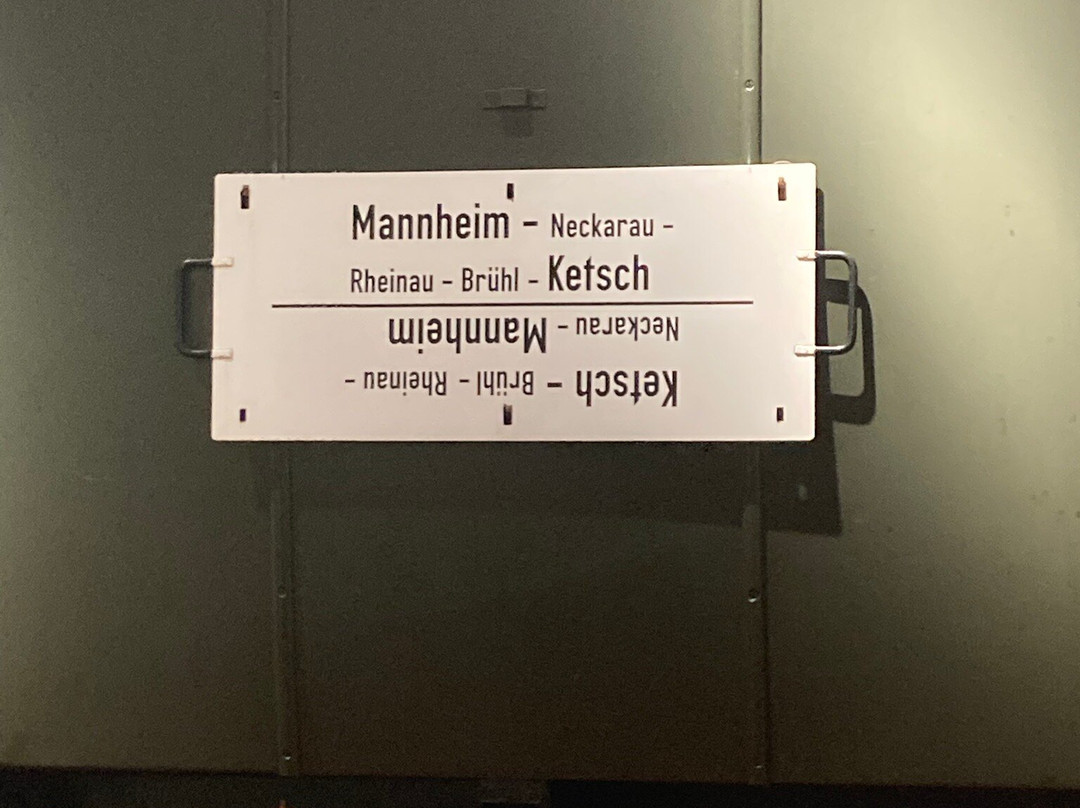 Mannheim - Neckarau -
Rheinau - Brühl - Ketsch
Ketsch - Brühl - Rheinau -
Neckarau - Mannheim